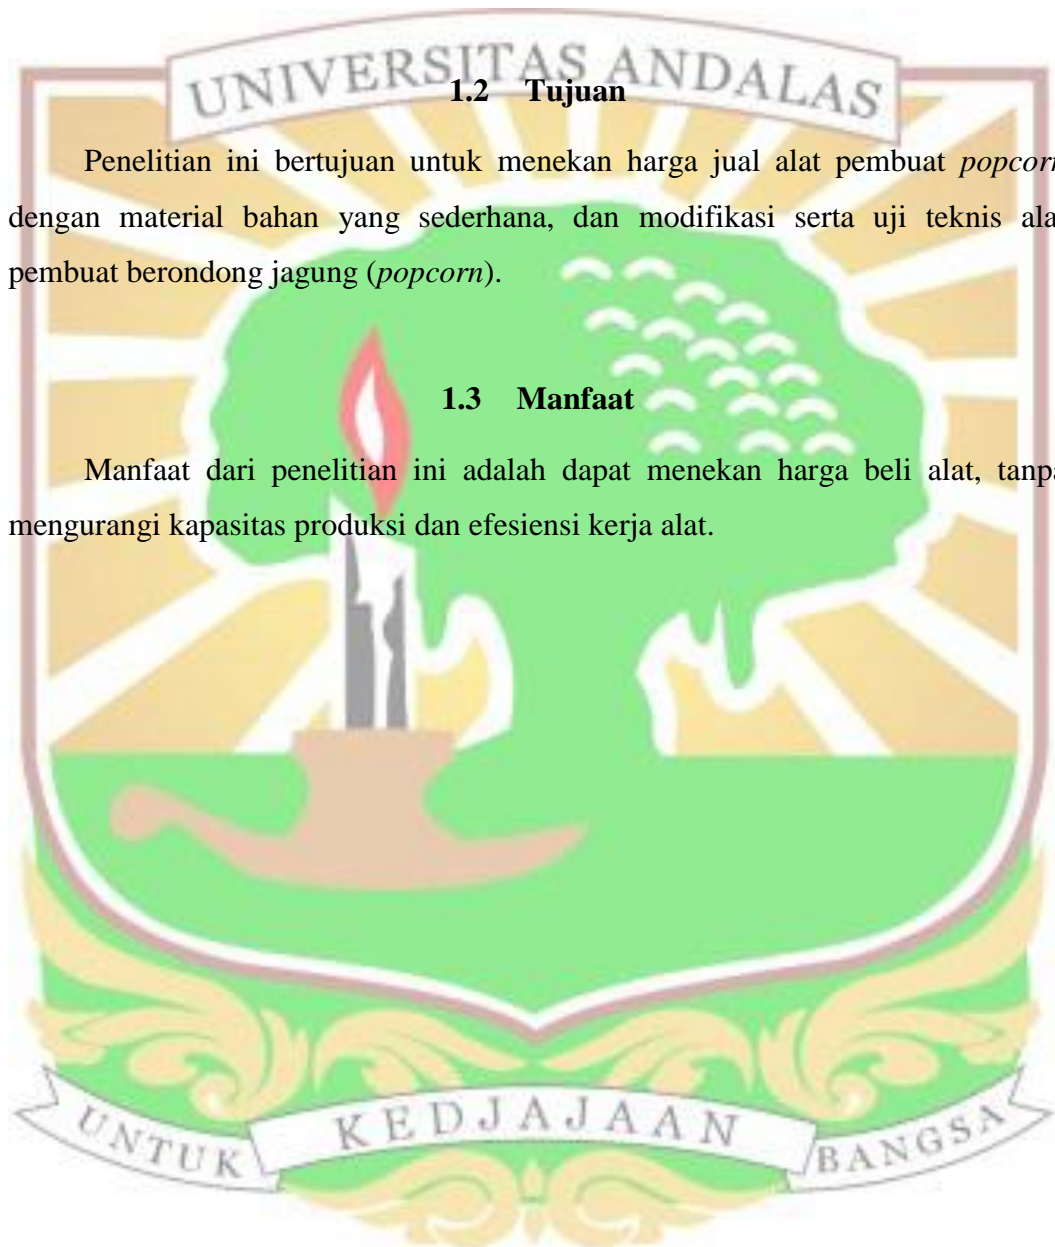 UNIVERSITAS ANDALAS
1.2 Tujuan
Penelitian ini bertujuan untuk menekan harga jual alat pembuat popcorn
dengan material bahan yang sederhana, dan modifikasi serta uji teknis ala
pembuat berondong jagung (popcorn).
1.3 Manfaat
Manfaat dari penelitian ini adalah dapat menekan harga beli alat, tanpa
mengurangi kapasitas produksi dan efesiensi kerja alat.
UNTUK KEDJAJAAN BANGSA